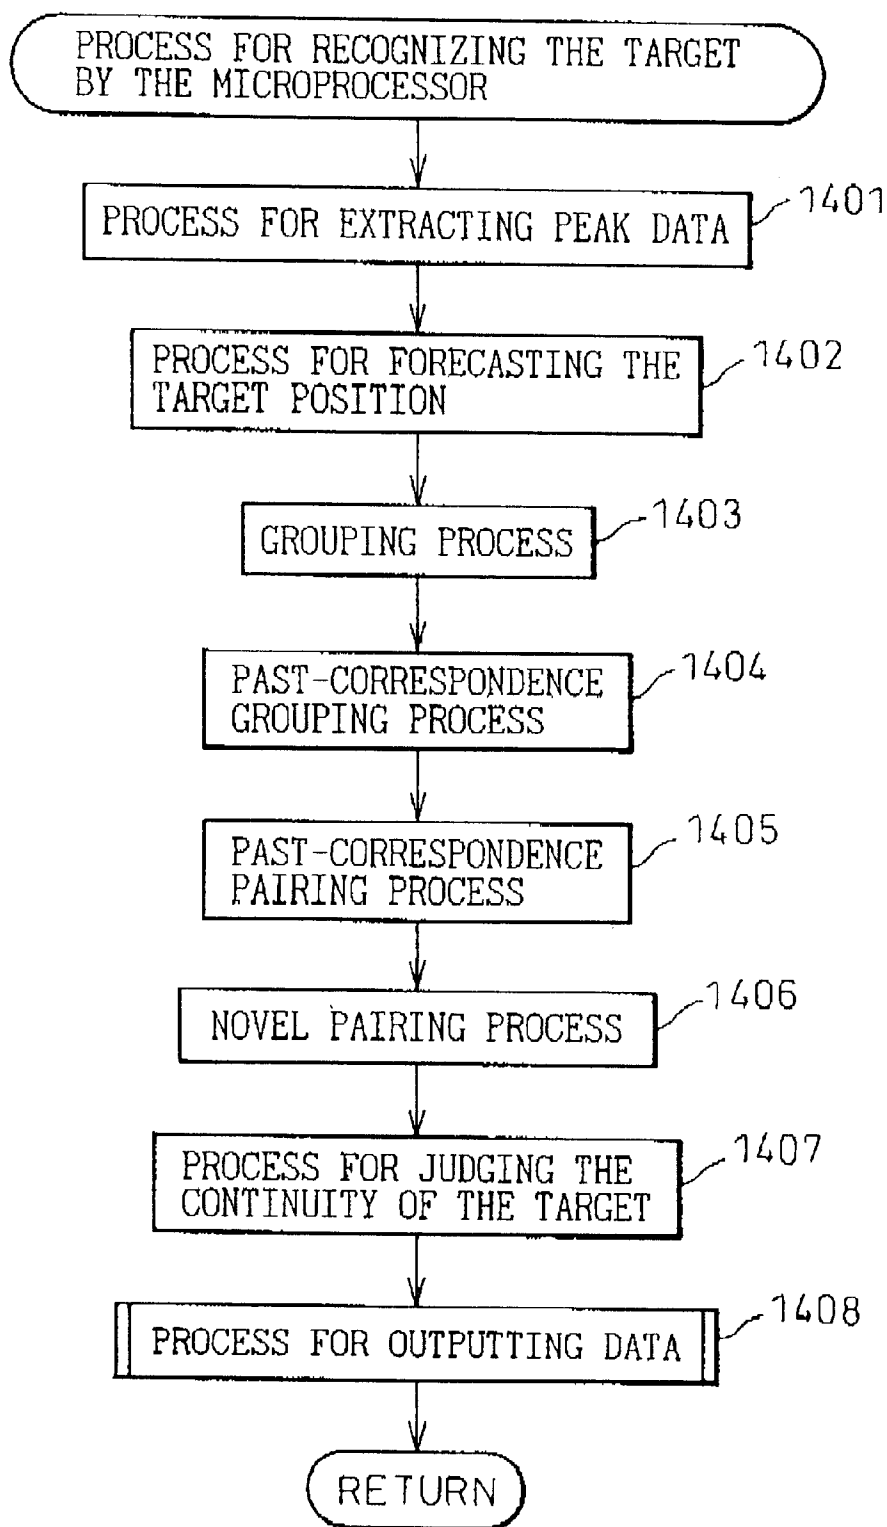 PROCESS FOR RECOGNIZING THE TARGET
BY THE MICROPROCESSOR
PROCESS FOR EXTRACTING PEAK DATA
1401
PROCESS FOR FORECASTING THE
TARGET POSITION
1402
GROUPING PROCESS
1403
PAST-CORRESPONDENCE
GROUPING PROCESS
1404
PAST-CORRESPONDENCE
PAIRING PROCESS
1405
NOVEL PAIRING PROCESS
1406
PROCESS FOR JUDGING THE
CONTINUITY OF THE TARGET
1407
PROCESS FOR OUTPUTTING DATA
1408
RETURN